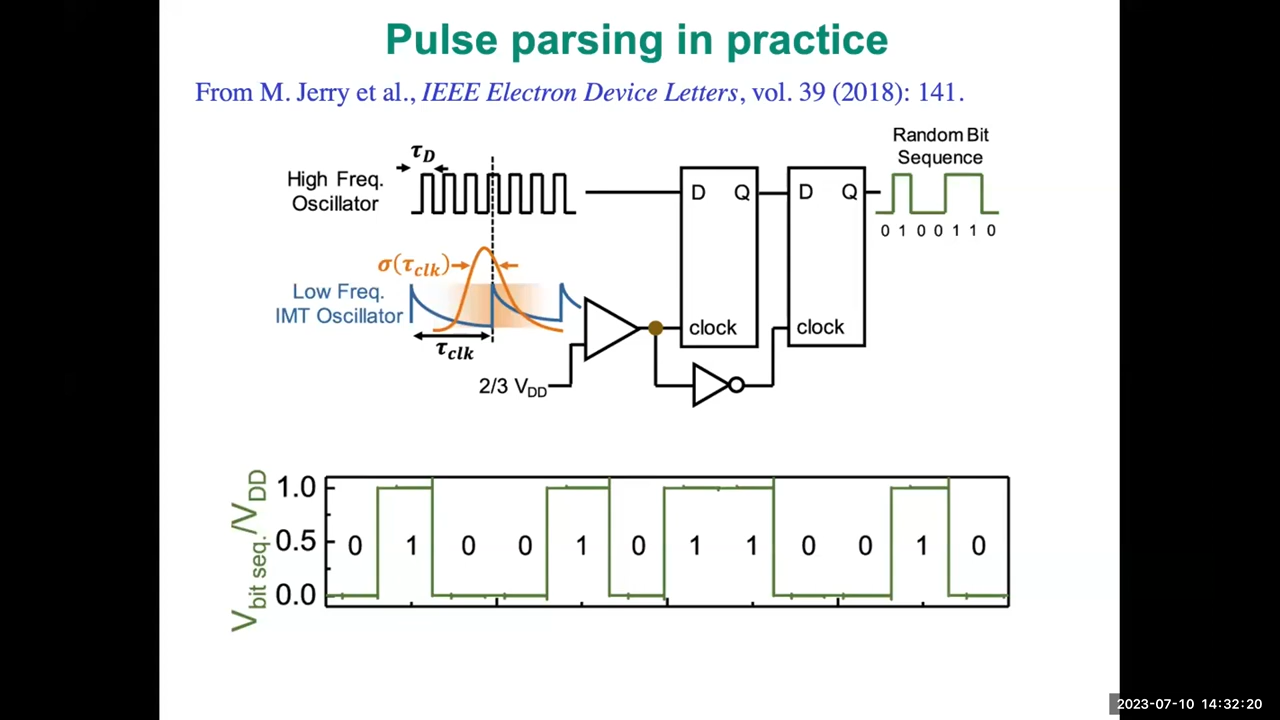 Pulse parsing in practice
From M. Jerry et al., IEEE Electron Device Letters, vol. 39 (2018): 141.
Random Bit
Sequence
τD
High Freq.
Oscillator
D Q D Q
0 1 0 0 1 1 0
σ(τclk)
Low Freq.
IMT Oscillator
clock clock
τclk
2/3 VDD
Vbit seq./VDD
1.0
0.5
0.0
0 1 0 0 1 0 1 1 0 0 1 0
2023-07-10 14:32:20